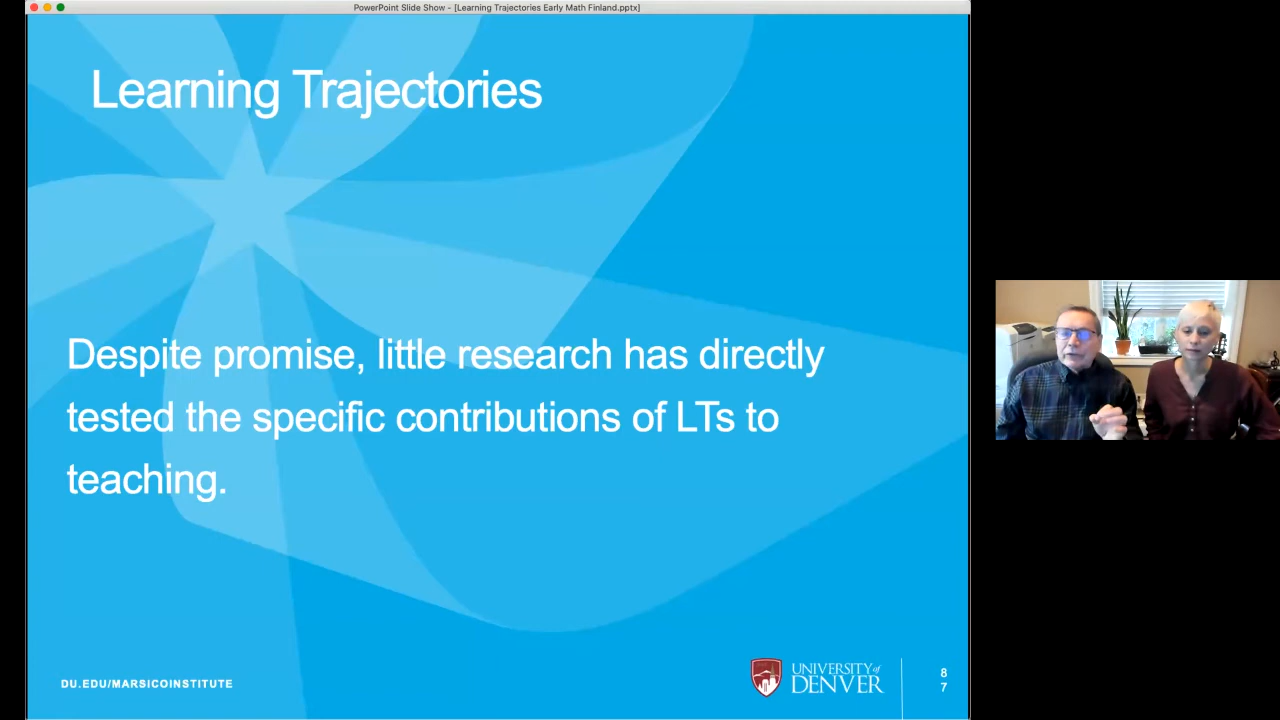 PowerPoint Slide Show - [Learning Trajectories Early Math Finland.pptx]
Learning Trajectories
Despite promise, little research has directly
tested the specific contributions of LTs to
teaching.
DU.EDU/MARSICOINSTITUTE
UNIVERSITY of
DENVER
8
7